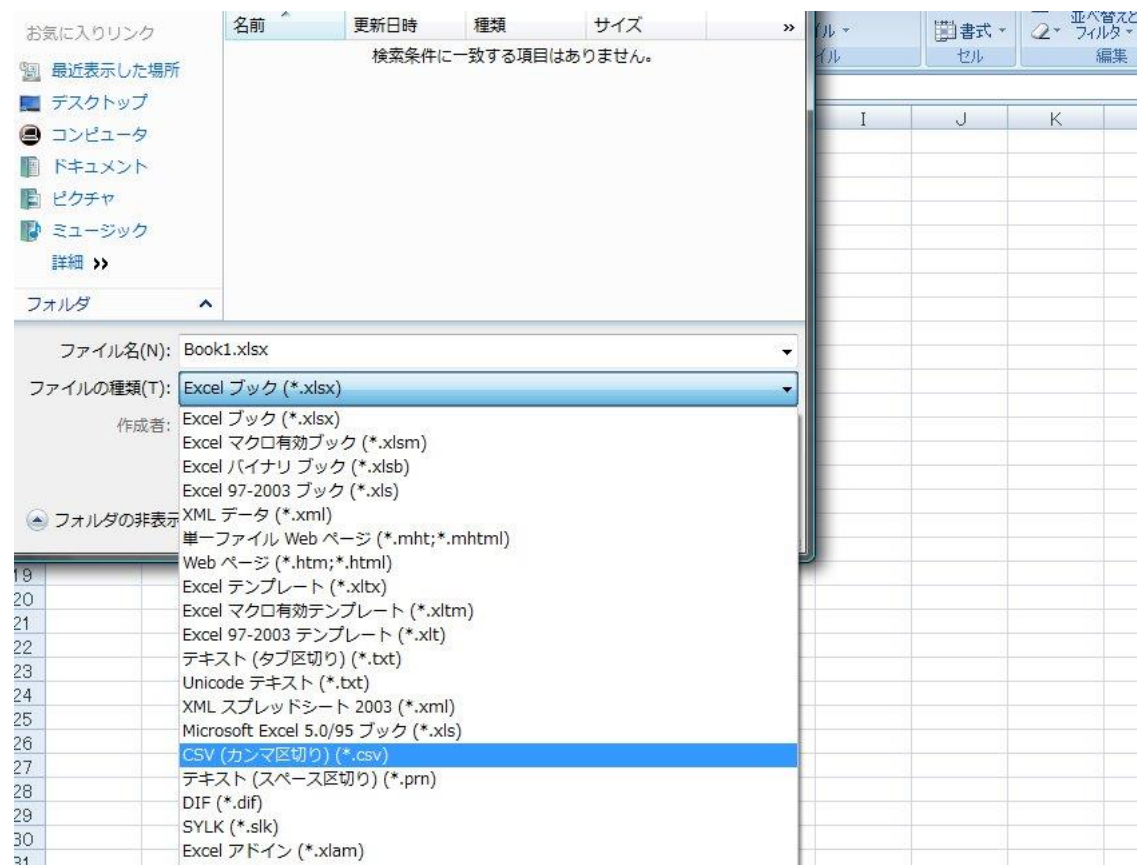 お気に入りリンク
最近表示した場所
デスクトップ
コンピュータ
ドキュメント
ピクチャ
ミュージック
詳細 »
フォルダ
名前 更新日時 種類 サイズ »
検索条件に一致する項目はありません。
ファイル名(N): Book1.xlsx
ファイルの種類(T): Excel ブック (*.xlsx)
作成者:
フォルダの非表示
Excel ブック (*.xlsx)
Excel マクロ有効ブック (*.xlsm)
Excel バイナリ ブック (*.xlsb)
Excel 97-2003 ブック (*.xls)
XML データ (*.xml)
単一ファイル Web ページ (*.mht;*.mhtml)
Web ページ (*.htm;*.html)
Excel テンプレート (*.xltx)
Excel マクロ有効テンプレート (*.xltm)
Excel 97-2003 テンプレート (*.xlt)
テキスト (タブ区切り) (*.txt)
Unicode テキスト (*.txt)
XML スプレッドシート 2003 (*.xml)
Microsoft Excel 5.0/95 ブック (*.xls)
CSV (カンマ区切り) (*.csv)
テキスト (スペース区切り) (*.prn)
DIF (*.dif)
SYLK (*.slk)
Excel アドイン (*.xlam)
イル
イル
書式
セル
並べ替えと
フィルタ
編集
I J K
19
20
21
22
23
24
25
26
27
28
29
30
31